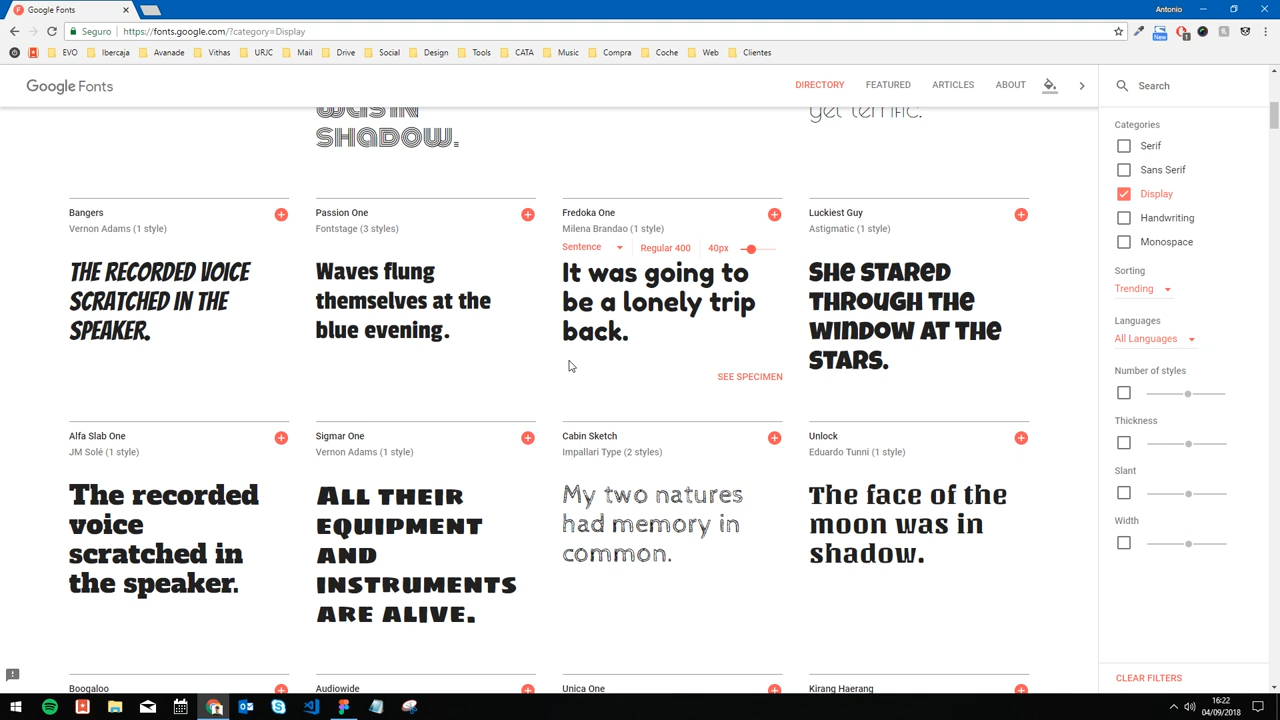 Google Fonts
Antonio
Seguro
https://fonts.google.com/?category=Display
New
1
EVO
Ibercaja
Avanade
Vithas
URJC
Mail
Drive
Social
Design
Tools
CATA
Music
Compra
Coche
Web
Clientes
Google Fonts
DIRECTORY
FEATURED
ARTICLES
ABOUT
Search
was in
shadow.
yet terrific.
Bangers
Vernon Adams (1 style)
THE RECORDED VOICE
SCRATCHED IN THE
SPEAKER.
Passion One
Fontstage (3 styles)
Waves flung
themselves at the
blue evening.
Fredoka One
Milena Brandao (1 style)
Sentence
Regular 400
40px
It was going to
be a lonely trip
back.
SEE SPECIMEN
Luckiest Guy
Astigmatic (1 style)
She stared
through the
window at the
stars.
Alfa Slab One
JM Solé (1 style)
The recorded
voice
scratched in
the speaker.
Sigmar One
Vernon Adams (1 style)
All their
equipment
and
instruments
are alive.
Cabin Sketch
Impallari Type (2 styles)
My two natures
had memory in
common.
Unlock
Eduardo Tunni (1 style)
The face of the
moon was in
shadow.
Boogaloo
Audiowide
Unica One
Kirang Haerang
Categories
Serif
Sans Serif
Display
Handwriting
Monospace
Sorting
Trending
Languages
All Languages
Number of styles
Thickness
Slant
Width
CLEAR FILTERS
16:22
04/09/2018